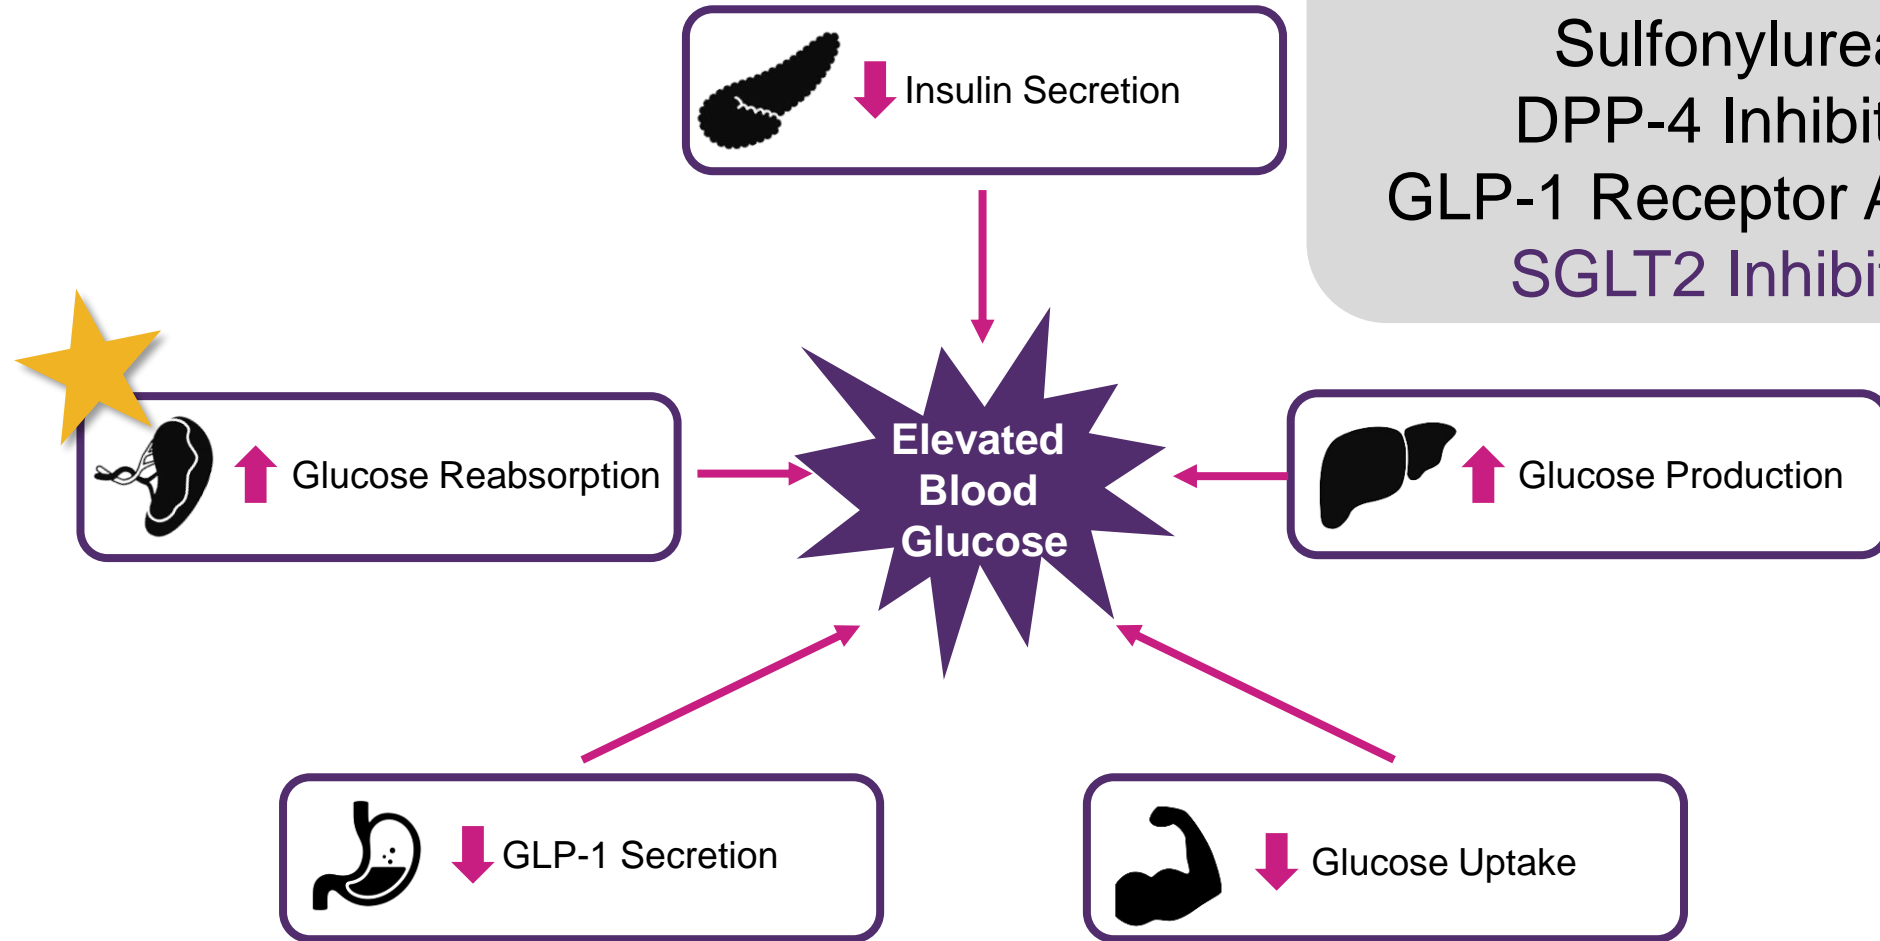 Insulin Secretion
Sulfonylurea
DPP-4 Inhibit
GLP-1 Receptor A
SGLT2 Inhibit
Elevated
Blood
Glucose
Glucose Reabsorption
Glucose Production
GLP-1 Secretion
Glucose Uptake